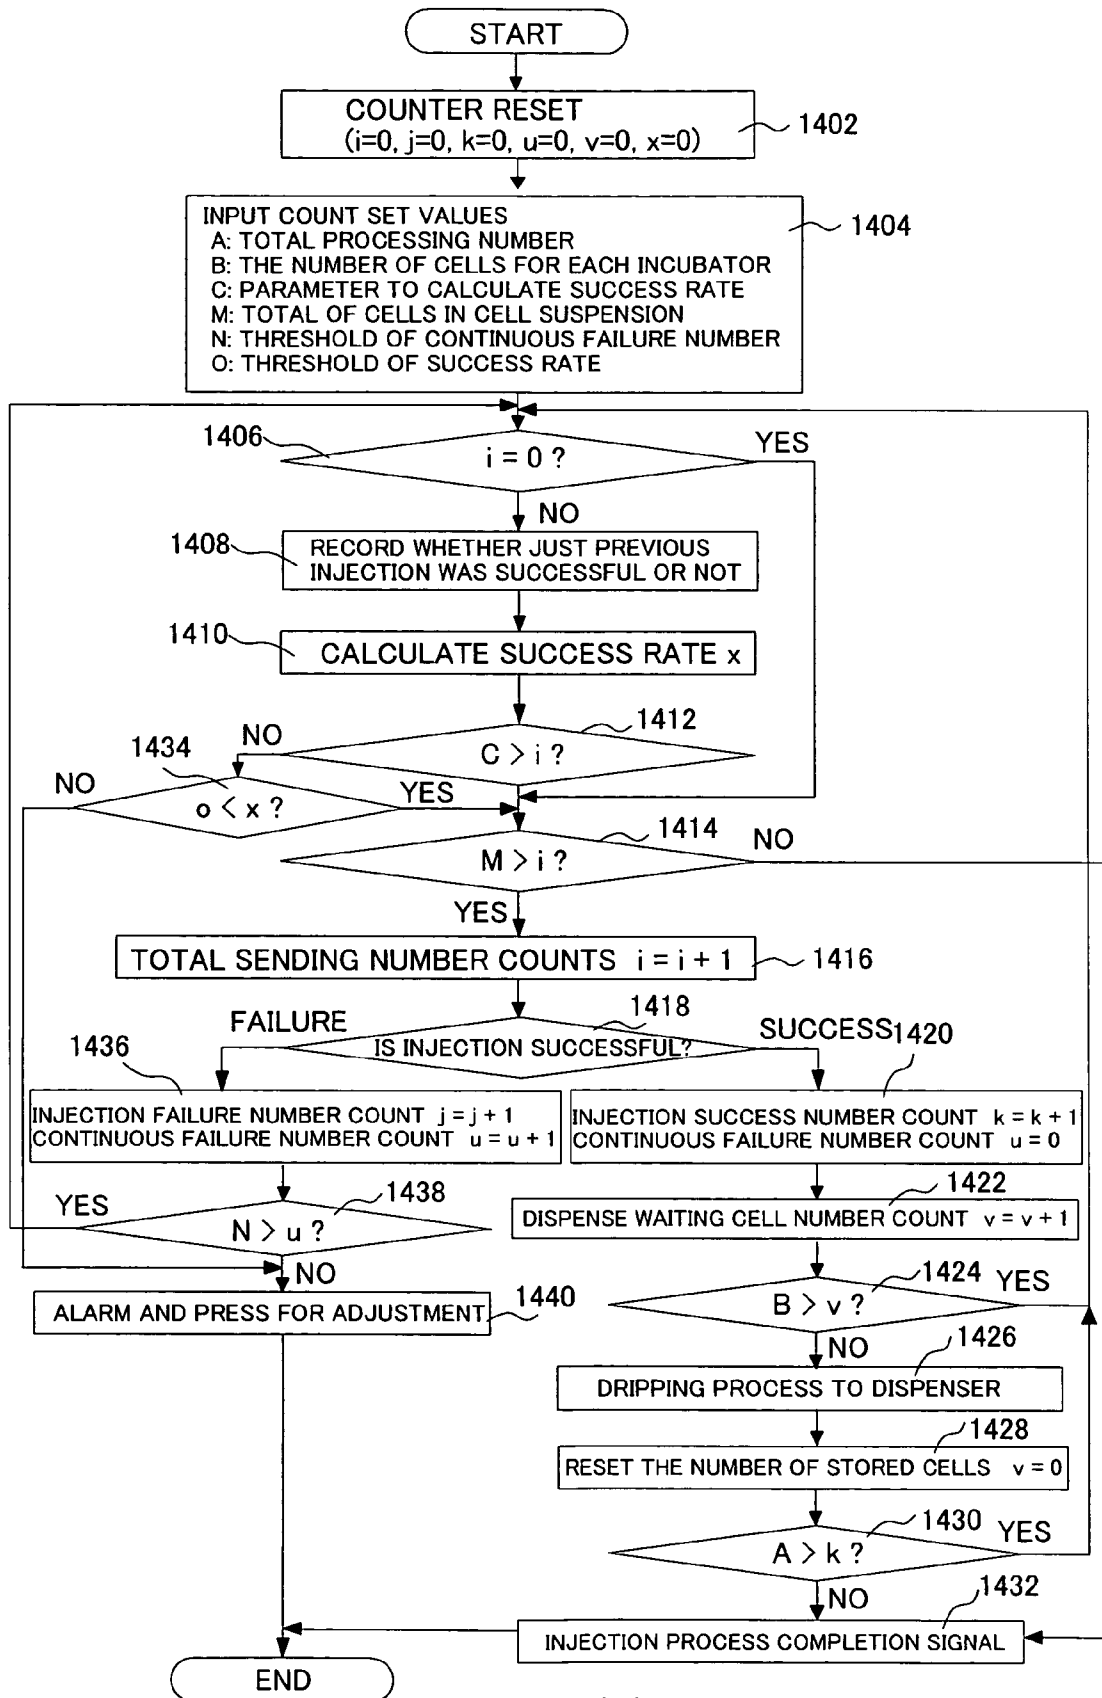 START
COUNTER RESET
(i=0, j=0, k=0, u=0, v=0, x=0)
1402
INPUT COUNT SET VALUES
A: TOTAL PROCESSING NUMBER
B: THE NUMBER OF CELLS FOR EACH INCUBATOR
C: PARAMETER TO CALCULATE SUCCESS RATE
M: TOTAL OF CELLS IN CELL SUSPENSION
N: THRESHOLD OF CONTINUOUS FAILURE NUMBER
O: THRESHOLD OF SUCCESS RATE
1404
1406
i = 0 ?
YES
NO
1408
RECORD WHETHER JUST PREVIOUS
INJECTION WAS SUCCESSFUL OR NOT
1410
CALCULATE SUCCESS RATE x
1412
NO
C > i ?
1434
NO
o < x ?
YES
1414
NO
M > i ?
YES
TOTAL SENDING NUMBER COUNTS i = i + 1
1416
1418
FAILURE
IS INJECTION SUCCESSFUL?
SUCCESS
1420
1436
INJECTION FAILURE NUMBER COUNT j = j + 1
CONTINUOUS FAILURE NUMBER COUNT u = u + 1
INJECTION SUCCESS NUMBER COUNT k = k + 1
CONTINUOUS FAILURE NUMBER COUNT u = 0
1438
YES
N > u ?
NO
1422
DISPENSE WAITING CELL NUMBER COUNT v = v + 1
1424
YES
B > v ?
NO
ALARM AND PRESS FOR ADJUSTMENT
1440
1426
DRIPPING PROCESS TO DISPENSER
1428
RESET THE NUMBER OF STORED CELLS v = 0
1430
YES
A > k ?
NO
1432
INJECTION PROCESS COMPLETION SIGNAL
END